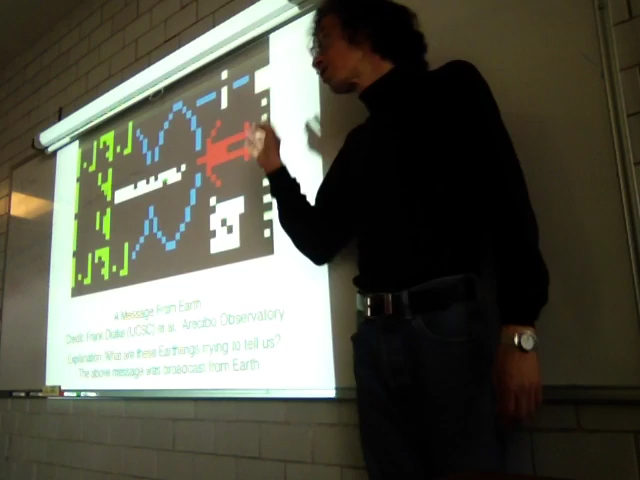 A Message From Earth
Credit: Frank Drake (UCSC) et al., Arecibo Observatory
Explanation: What are these Earthlings trying to tell us?
The above message was broadcast from Earth